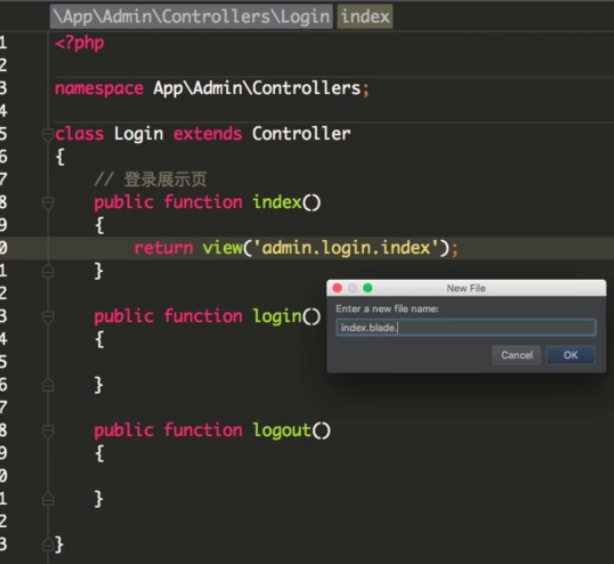 \App\Admin\Controllers\Login index
1 <?php
2
3 namespace App\Admin\Controllers;
4
5 class Login extends Controller
6 {
7 // 登录展示页
8 public function index()
9 {
0 return view('admin.login.index');
1 }
2
3 public function login()
4 {
5
6 }
7
8 public function logout()
9 {
0
1 }
2
3 }
New File
Enter a new file name:
index.blade.
Cancel OK